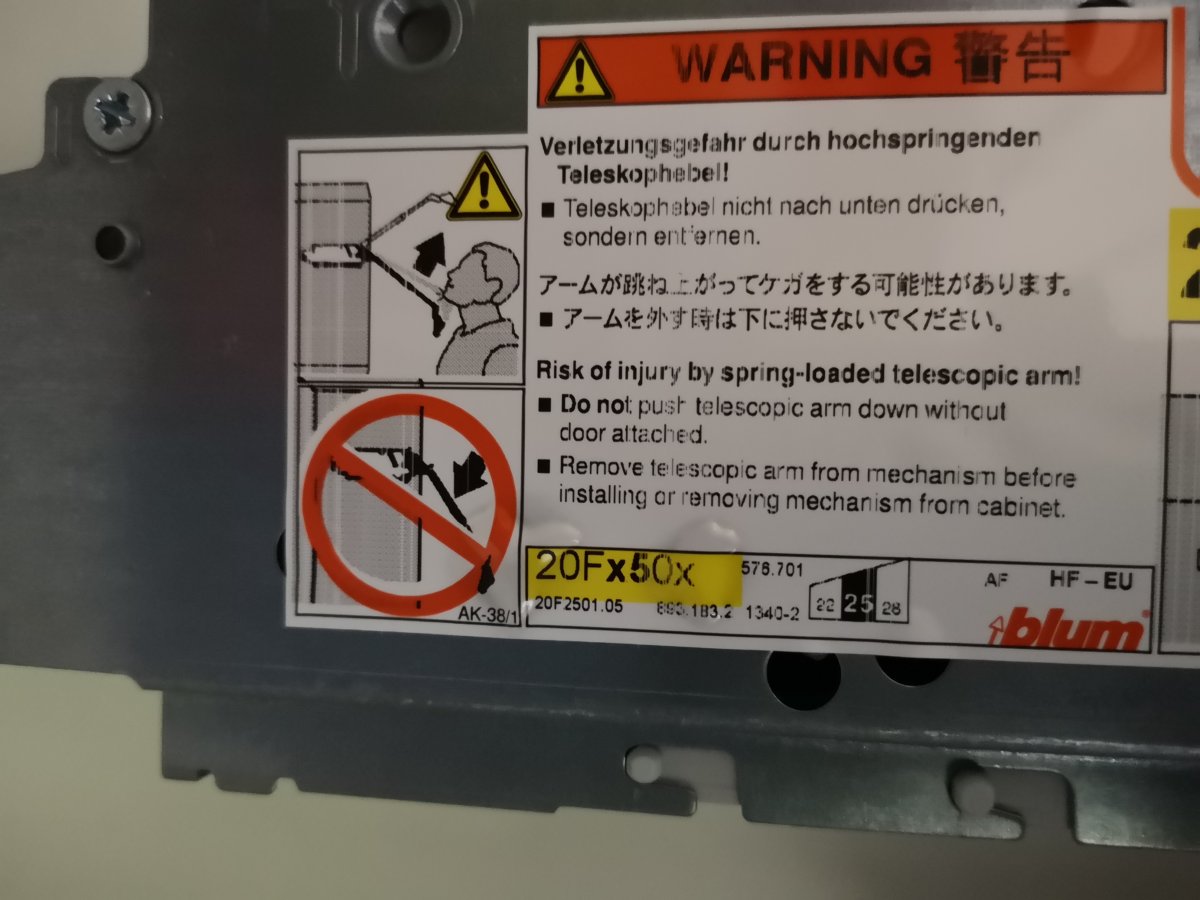 WARNING 警告
Verletzungsgefahr durch hochspringenden
Teleskophebel!
■ Teleskophebel nicht nach unten drücken,
sondern entfernen.
アームが跳ね上がってケガをする可能性があります。
■ アームを外す時は下に押さないでください。
Risk of injury by spring-loaded telescopic arm!
■ Do not push telescopic arm down without
door attached.
■ Remove telescopic arm from mechanism before
installing or removing mechanism from cabinet.
AK-38/1
20Fx50x 576.701
20F2501.05 893.183.2 1340-2
22 25 28
AF HF-EU
blum